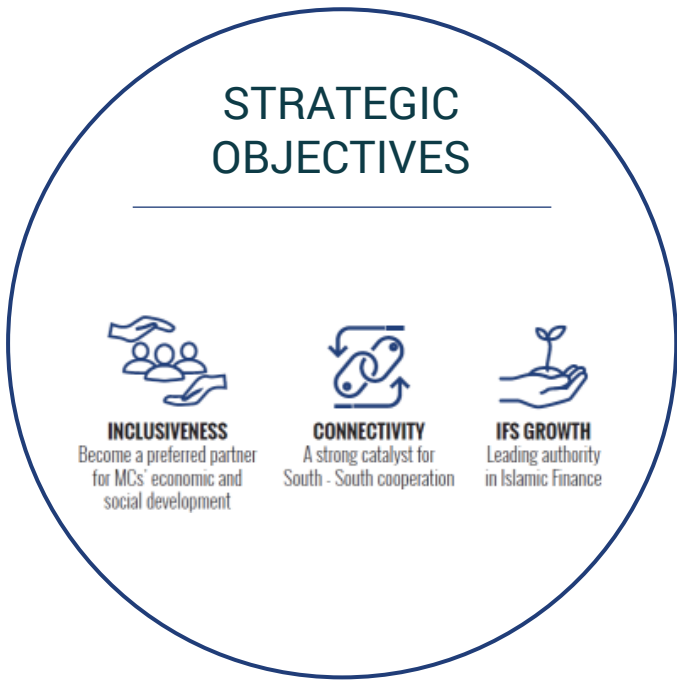 STRATEGIC
OBJECTIVES
INCLUSIVENESS
Become a preferred partner
for MCs' economic and
social development
CONNECTIVITY
A strong catalyst for
South - South cooperation
IFS GROWTH
Leading authority
in Islamic Finance